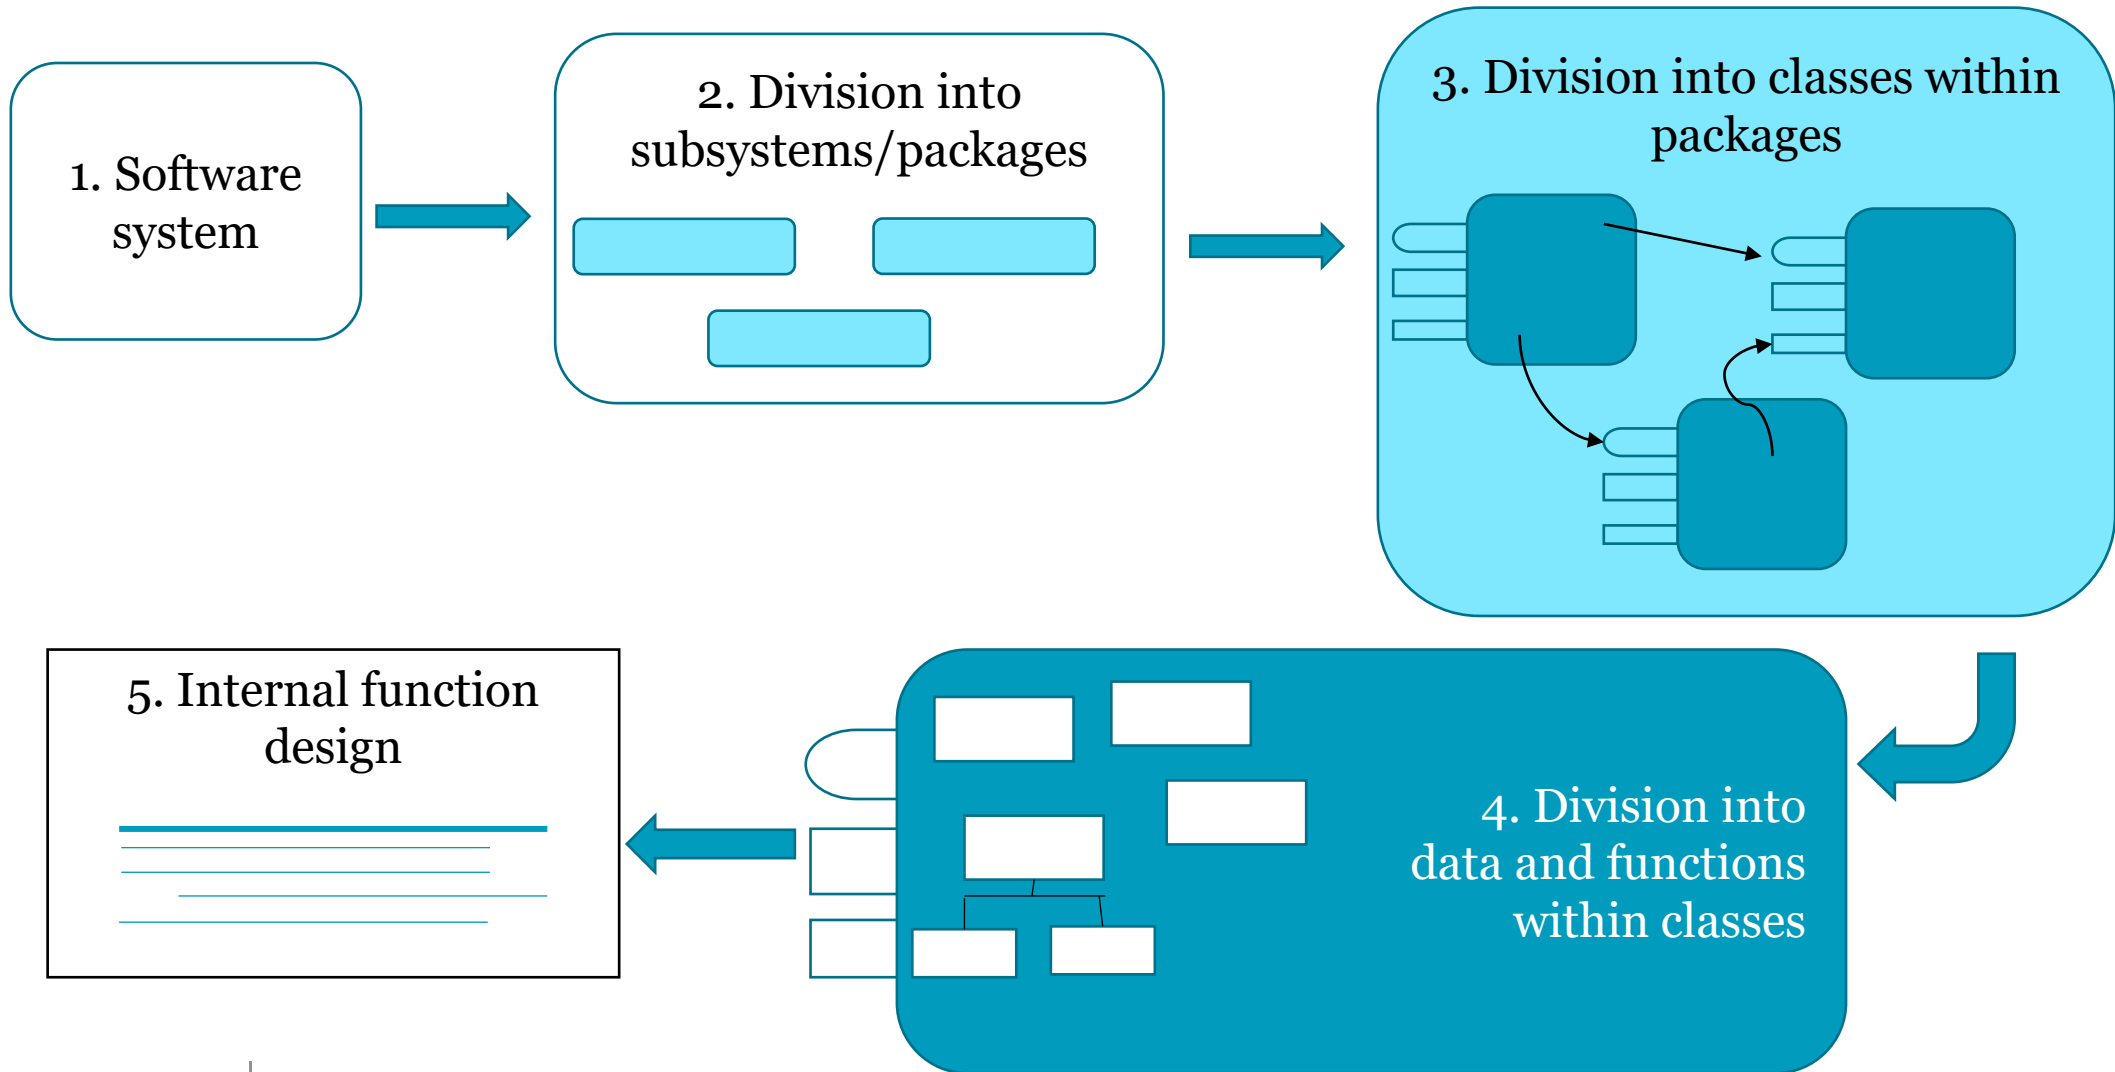 1. Software
system
2. Division into
subsystems/packages
3. Division into classes within
packages
4. Division into
data and functions
within classes
5. Internal function
design